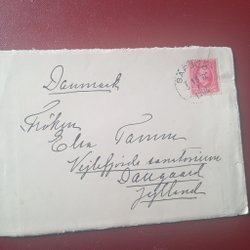 Danmark
Fröken
Elsa Tamm
Vejlefjords sanatorium
Daugaard
Jylland